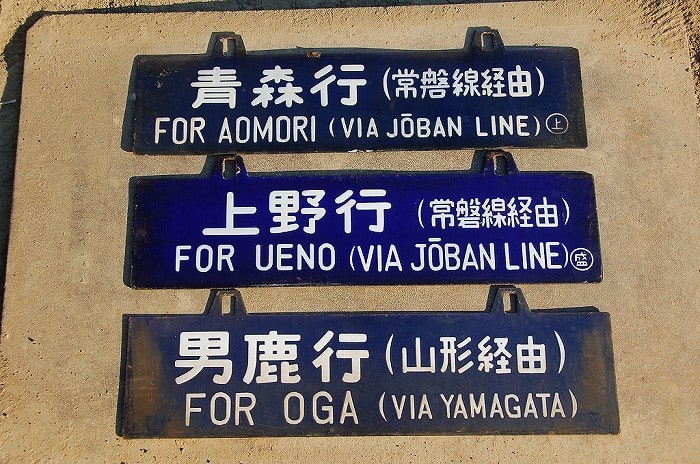 青森行(常磐線経由)
FOR AOMORI (VIA JŌBAN LINE) ㊤
上野行(常磐線経由)
FOR UENO (VIA JŌBAN LINE) 盛
男鹿行(山形経由)
FOR OGA (VIA YAMAGATA)